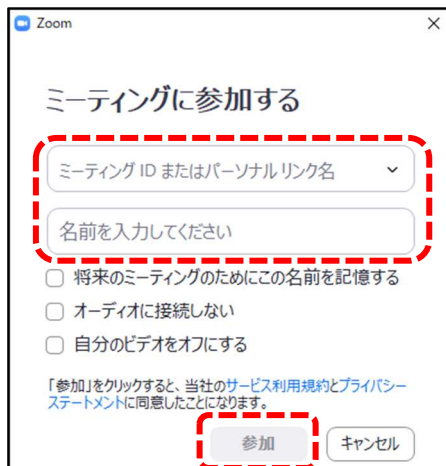 Zoom
ミーティングに参加する
ミーティング ID またはパーソナル リンク名
名前を入力してください
将来のミーティングのためにこの名前を記憶する
オーディオに接続しない
自分のビデオをオフにする
「参加」をクリックすると、当社のサービス利用規約とプライバシー
ステートメントに同意したことになります。
参加 キャンセル